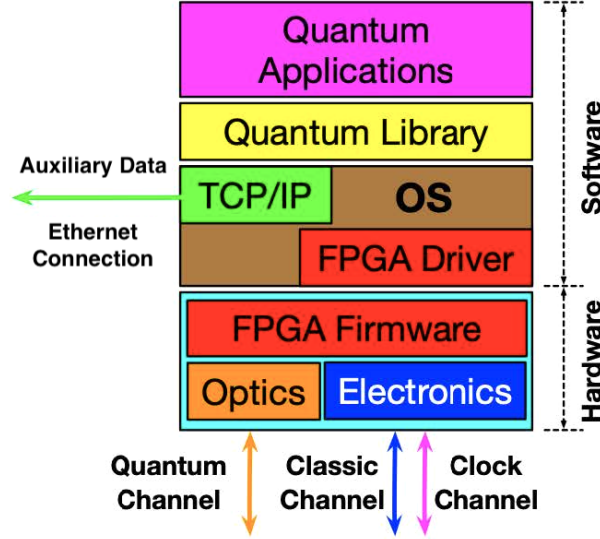 Quantum
Applications
Quantum Library
Auxiliary Data
TCP/IP
OS
Ethernet
Connection
FPGA Driver
Software
FPGA Firmware
Optics
Electronics
Hardware
Quantum
Channel
Classic
Channel
Clock
Channel